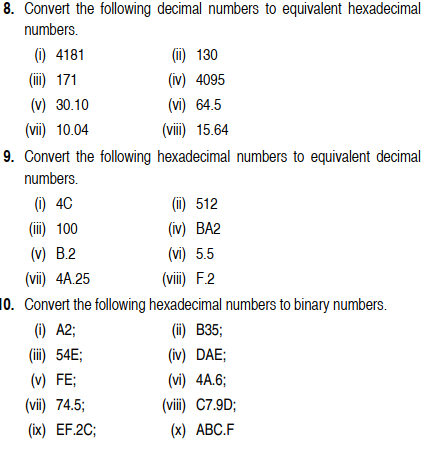 8. Convert the following decimal numbers to equivalent hexadecimal
numbers.
(i) 4181 (ii) 130
(iii) 171 (iv) 4095
(v) 30.10 (vi) 64.5
(vii) 10.04 (viii) 15.64
9. Convert the following hexadecimal numbers to equivalent decimal
numbers.
(i) 4C (ii) 512
(iii) 100 (iv) BA2
(v) B.2 (vi) 5.5
(vii) 4A.25 (viii) F.2
10. Convert the following hexadecimal numbers to binary numbers.
(i) A2; (ii) B35;
(iii) 54E; (iv) DAE;
(v) FE; (vi) 4A.6;
(vii) 74.5; (viii) C7.9D;
(ix) EF.2C; (x) ABC.F